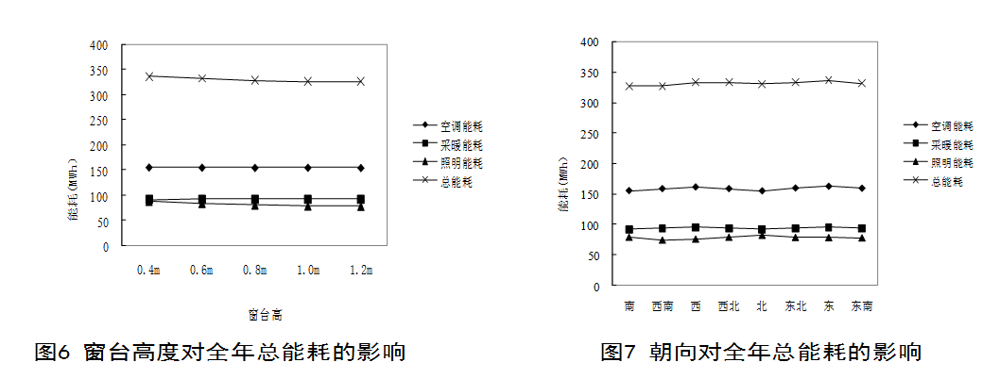 400
350
300
250
200
150
100
50
0
能耗(MWh)
0.4m 0.6m 0.8m 1.0m 1.2m
窗台高
空调能耗
采暖能耗
照明能耗
总能耗
图6 窗台高度对全年总能耗的影响
400
350
300
250
200
150
100
50
0
能耗(MWh)
南 西南 西 西北 北 东北 东 东南
空调能耗
采暖能耗
照明能耗
总能耗
图7 朝向对全年总能耗的影响